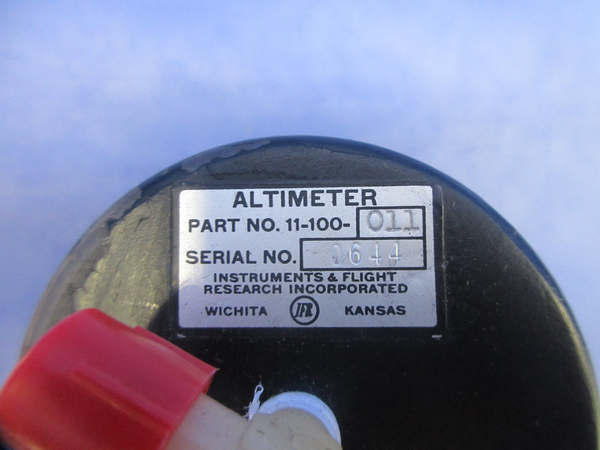 ALTIMETER
PART NO. 11-100-011
SERIAL NO. 1644
INSTRUMENTS & FLIGHT
RESEARCH INCORPORATED
WICHITA IFR KANSAS